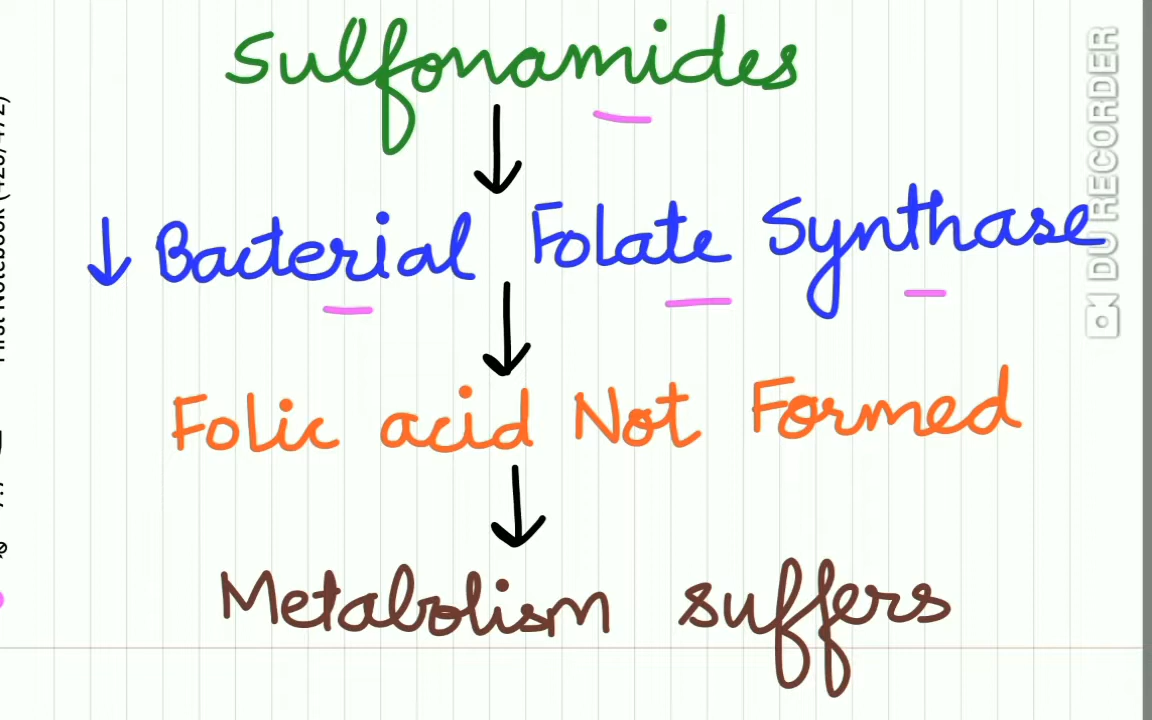 Sulfonamides
↓ Bacterial Folate Synthase
Folic acid Not Formed
Metabolism suffers
DU RECORDER